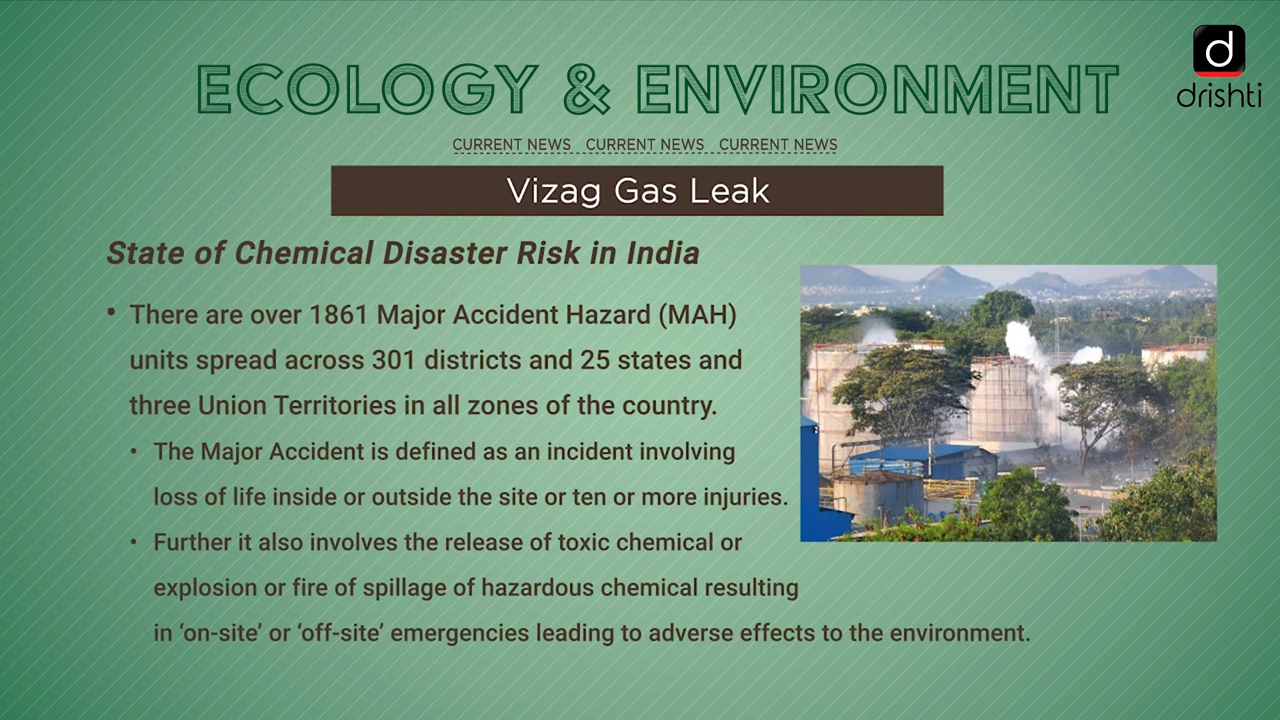 ECOLOGY & ENVIRONMENT
d
drishti
CURRENT NEWS CURRENT NEWS CURRENT NEWS
Vizag Gas Leak
State of Chemical Disaster Risk in India
• There are over 1861 Major Accident Hazard (MAH)
units spread across 301 districts and 25 states and
three Union Territories in all zones of the country.
• The Major Accident is defined as an incident involving
loss of life inside or outside the site or ten or more injuries.
• Further it also involves the release of toxic chemical or
explosion or fire of spillage of hazardous chemical resulting
in ‘on-site’ or ‘off-site’ emergencies leading to adverse effects to the environment.